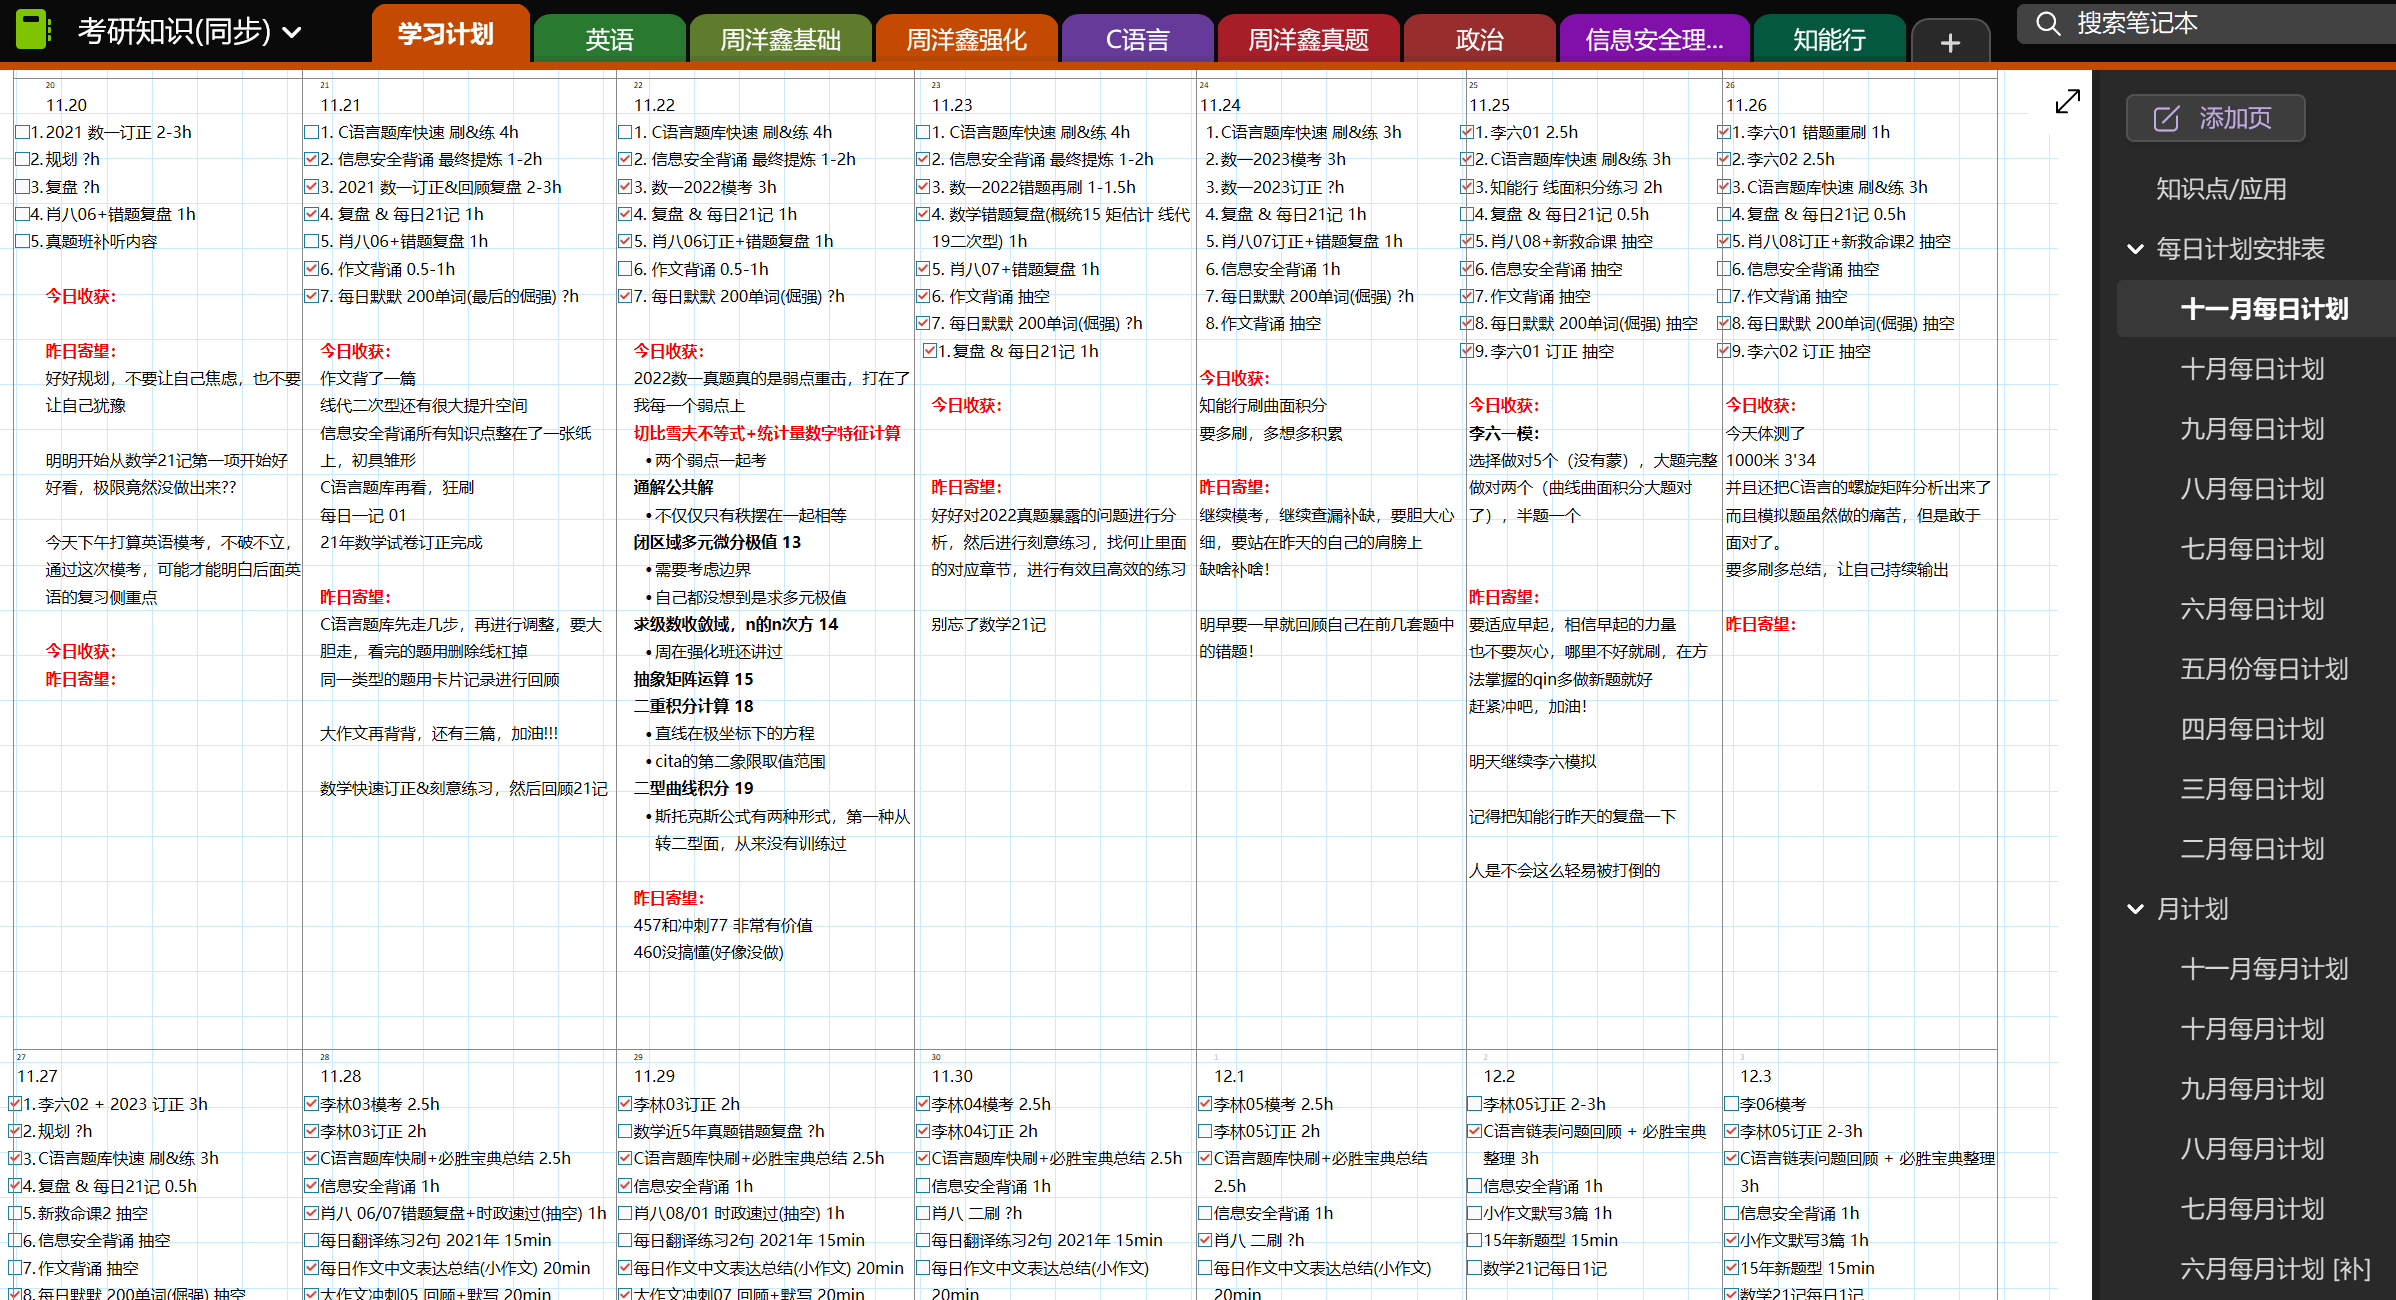 考研知识(同步)
学习计划
英语
周洋鑫基础
周洋鑫强化
C语言
周洋鑫真题
政治
信息安全理...
知能行
+
搜索笔记本
20
11.20
1. 2021 数一订正 2-3h
2. 规划 ?h
3. 复盘 ?h
4. 肖八06+错题复盘 1h
5. 真题班补听内容
今日收获：
昨日寄望：
好好规划，不要让自己焦虑，也不要
让自己犹豫
明明开始从数学21记第一项开始好
好看，极限竟然没做出来??
今天下午打算英语模考，不破不立，
通过这次模考，可能才能明白后面英
语的复习侧重点
今日收获：
昨日寄望：
21
11.21
1. C语言题库快速 刷&练 4h
2. 信息安全背诵 最终提炼 1-2h
3. 2021 数一订正&回顾复盘 2-3h
4. 复盘 & 每日21记 1h
5. 肖八06+错题复盘 1h
6. 作文背诵 0.5-1h
7. 每日默默 200单词(最后的倔强) ?h
今日收获：
作文背了一篇
线代二次型还有很大提升空间
信息安全背诵所有知识点整在了一张纸
上，初具雏形
C语言题库再看，狂刷
每日一记 01
21年数学试卷订正完成
昨日寄望：
C语言题库先走几步，再进行调整，要大
胆走，看完的题用删除线杠掉
同一类型的题用卡片记录进行回顾
大作文再背背，还有三篇，加油!!!
数学快速订正&刻意练习，然后回顾21记
22
11.22
1. C语言题库快速 刷&练 4h
2. 信息安全背诵 最终提炼 1-2h
3. 数一2022模考 3h
4. 复盘 & 每日21记 1h
5. 肖八06订正+错题复盘 1h
6. 作文背诵 0.5-1h
7. 每日默默 200单词(倔强) ?h
今日收获：
2022数一真题真的是弱点重击，打在了
我每一个弱点上
切比雪夫不等式+统计量数字特征计算
• 两个弱点一起考
通解公共解
• 不仅仅只有秩摆在一起相等
闭区域多元微分极值 13
• 需要考虑边界
• 自己都没想到是求多元极值
求级数收敛域，n的n次方 14
• 周在强化班还讲过
抽象矩阵运算 15
二重积分计算 18
• 直线在极坐标下的方程
• cita的第二象限取值范围
二型曲线积分 19
• 斯托克斯公式有两种形式，第一种从
转二型面，从来没有训练过
昨日寄望：
457和冲刺77 非常有价值
460没搞懂(好像没做)
23
11.23
1. C语言题库快速 刷&练 4h
2. 信息安全背诵 最终提炼 1-2h
3. 数一2022错题再刷 1-1.5h
4. 数学错题复盘(概统15 矩估计 线代
19二次型) 1h
5. 肖八07+错题复盘 1h
6. 作文背诵 抽空
7. 每日默默 200单词(倔强) ?h
1. 复盘 & 每日21记 1h
今日收获：
昨日寄望：
好好对2022真题暴露的问题进行分
析，然后进行刻意练习，找何止里面
的对应章节，进行有效且高效的练习
别忘了数学21记
24
11.24
1. C语言题库快速 刷&练 3h
2. 数一2023模考 3h
3. 数一2023订正 ?h
4. 复盘 & 每日21记 1h
5. 肖八07订正+错题复盘 1h
6. 信息安全背诵 1h
7. 每日默默 200单词(倔强) ?h
8. 作文背诵 抽空
今日收获：
知能行刷曲面积分
要多刷，多想多积累
昨日寄望：
继续模考，继续查漏补缺，要胆大心
细，要站在昨天的自己的肩膀上
缺啥补啥！
明早要一早就回顾自己在前几套题中
的错题！
25
11.25
1. 李六01 2.5h
2. C语言题库快速 刷&练 3h
3. 知能行 线面积分练习 2h
4. 复盘 & 每日21记 0.5h
5. 肖八08+新救命课 抽空
6. 信息安全背诵 抽空
7. 作文背诵 抽空
8. 每日默默 200单词(倔强) 抽空
9. 李六01 订正 抽空
今日收获：
李六一模：
选择做对5个（没有蒙），大题完整
做对两个（曲线曲面积分大题对
了），半题一个
昨日寄望：
要适应早起，相信早起的力量
也不要灰心，哪里不好就刷，在方
法掌握的qin多做新题就好
赶紧冲吧，加油！
明天继续李六模拟
记得把知能行昨天的复盘一下
人是不会这么轻易被打倒的
26
11.26
1. 李六01 错题重刷 1h
2. 李六02 2.5h
3. C语言题库快速 刷&练 3h
4. 复盘 & 每日21记 0.5h
5. 肖八08订正+新救命课2 抽空
6. 信息安全背诵 抽空
7. 作文背诵 抽空
8. 每日默默 200单词(倔强) 抽空
9. 李六02 订正 抽空
今日收获：
今天体测了
1000米 3'34
并且还把C语言的螺旋矩阵分析出来了
而且模拟题虽然做的痛苦，但是敢于
面对了。
要多刷多总结，让自己持续输出
昨日寄望：
27
11.27
1. 李六02 + 2023 订正 3h
2. 规划 ?h
3. C语言题库快速 刷&练 3h
4. 复盘 & 每日21记 0.5h
5. 新救命课2 抽空
6. 信息安全背诵 抽空
7. 作文背诵 抽空
8. 每日默默 200单词(倔强) 抽空
28
11.28
李林03模考 2.5h
李林03订正 2h
C语言题库快刷+必胜宝典总结 2.5h
信息安全背诵 1h
肖八 06/07错题复盘+时政速过(抽空) 1h
每日翻译练习2句 2021年 15min
每日作文中文表达总结(小作文) 20min
大作文冲刺05 回顾+默写 20min
29
11.29
李林03订正 2h
数学近5年真题错题复盘 ?h
C语言题库快刷+必胜宝典总结 2.5h
信息安全背诵 1h
肖八08/01 时政速过(抽空) 1h
每日翻译练习2句 2021年 15min
每日作文中文表达总结(小作文) 20min
大作文冲刺07 回顾+默写 20min
30
11.30
李林04模考 2.5h
李林04订正 2h
C语言题库快刷+必胜宝典总结 2.5h
信息安全背诵 1h
肖八 二刷 ?h
每日翻译练习2句 2021年 15min
每日作文中文表达总结(小作文)
20min
1
12.1
李林05模考 2.5h
李林05订正 2h
C语言题库快刷+必胜宝典总结
2.5h
信息安全背诵 1h
肖八 二刷 ?h
每日作文中文表达总结(小作文)
20min
2
12.2
李林05订正 2-3h
C语言链表问题回顾 + 必胜宝典
整理 3h
信息安全背诵 1h
小作文默写3篇 1h
15年新题型 15min
数学21记每日1记
3
12.3
李06模考
李林05订正 2-3h
C语言链表问题回顾 + 必胜宝典整理
3h
信息安全背诵 1h
小作文默写3篇 1h
15年新题型 15min
数学21记每日1记
添加页
知识点/应用
每日计划安排表
十一月每日计划
十月每日计划
九月每日计划
八月每日计划
七月每日计划
六月每日计划
五月份每日计划
四月每日计划
三月每日计划
二月每日计划
月计划
十一月每月计划
十月每月计划
九月每月计划
八月每月计划
七月每月计划
六月每月计划 [补]